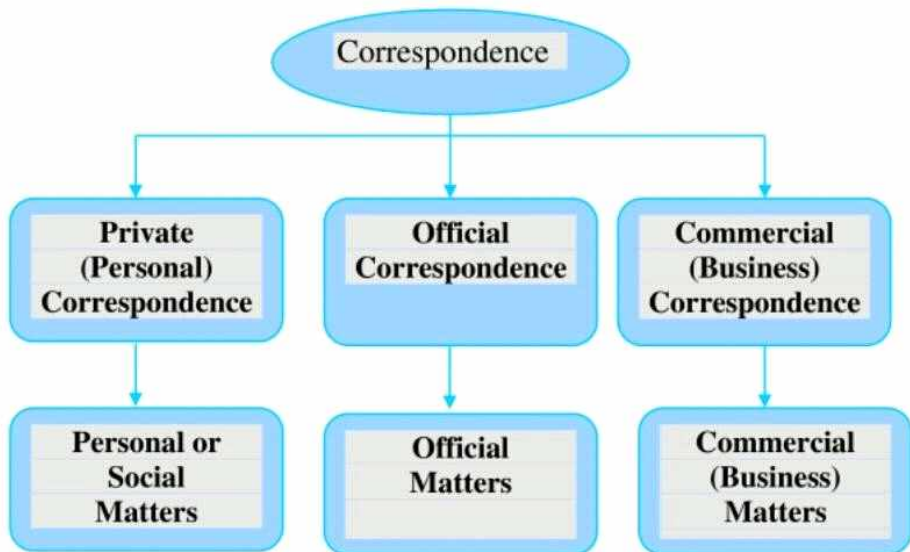 Correspondence
Private
(Personal)
Correspondence
Official
Correspondence
Commercial
(Business)
Correspondence
Personal or
Social
Matters
Official
Matters
Commercial
(Business)
Matters